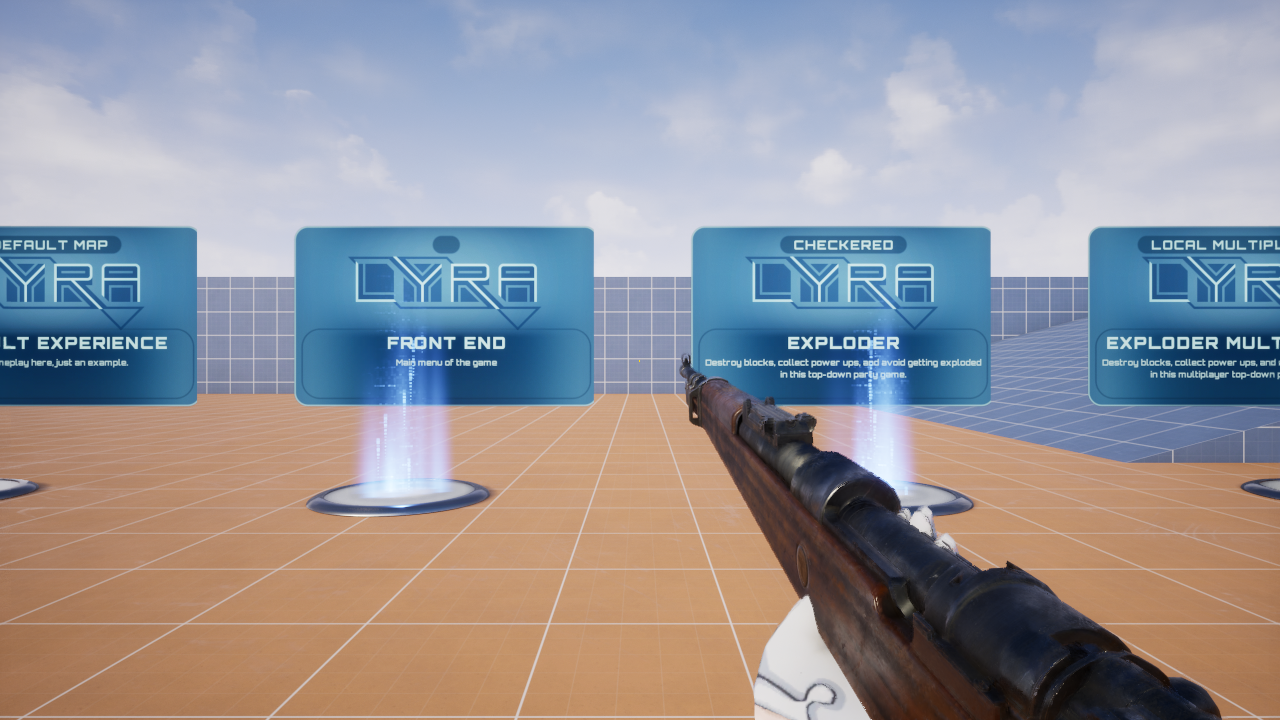 DEFAULT MAP
LYRA
LT EXPERIENCE
meplay here, just an example.
LYRA
FRONT END
Main menu of the game
CHECKERED
LYRA
EXPLODER
Destroy blocks, collect power ups, and avoid getting exploded
in this top-down party game.
LOCAL MULTIPL
LYR
EXPLODER MULT
Destroy blocks, collect power ups, and
in this multiplayer top-down